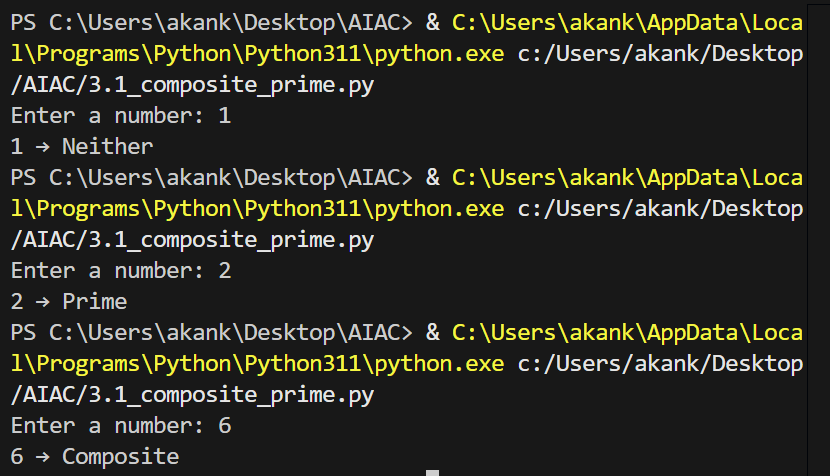 PS C:\Users\akank\Desktop\AIAC> & C:\Users\akank\AppData\Loca
l\Programs\Python\Python311\python.exe c:/Users/akank/Desktop
/AIAC/3.1_composite_prime.py
Enter a number: 1
1 → Neither
PS C:\Users\akank\Desktop\AIAC> & C:\Users\akank\AppData\Loca
l\Programs\Python\Python311\python.exe c:/Users/akank/Desktop
/AIAC/3.1_composite_prime.py
Enter a number: 2
2 → Prime
PS C:\Users\akank\Desktop\AIAC> & C:\Users\akank\AppData\Loca
l\Programs\Python\Python311\python.exe c:/Users/akank/Desktop
/AIAC/3.1_composite_prime.py
Enter a number: 6
6 → Composite